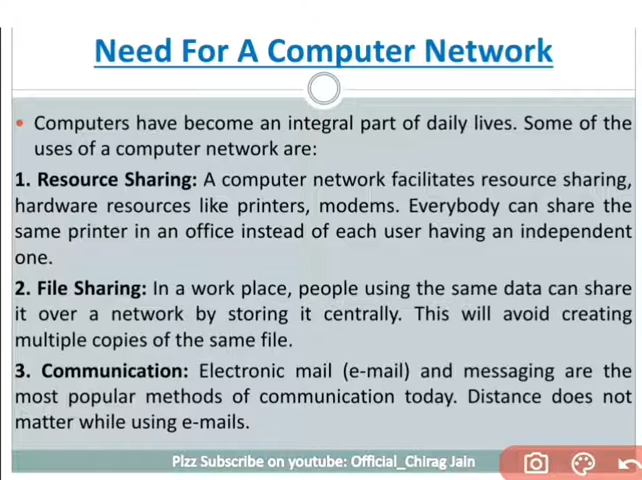 Need For A Computer Network
• Computers have become an integral part of daily lives. Some of the
uses of a computer network are:
1. Resource Sharing: A computer network facilitates resource sharing,
hardware resources like printers, modems. Everybody can share the
same printer in an office instead of each user having an independent
one.
2. File Sharing: In a work place, people using the same data can share
it over a network by storing it centrally. This will avoid creating
multiple copies of the same file.
3. Communication: Electronic mail (e-mail) and messaging are the
most popular methods of communication today. Distance does not
matter while using e-mails.
Plzz Subscribe on youtube: Official_Chirag Jain